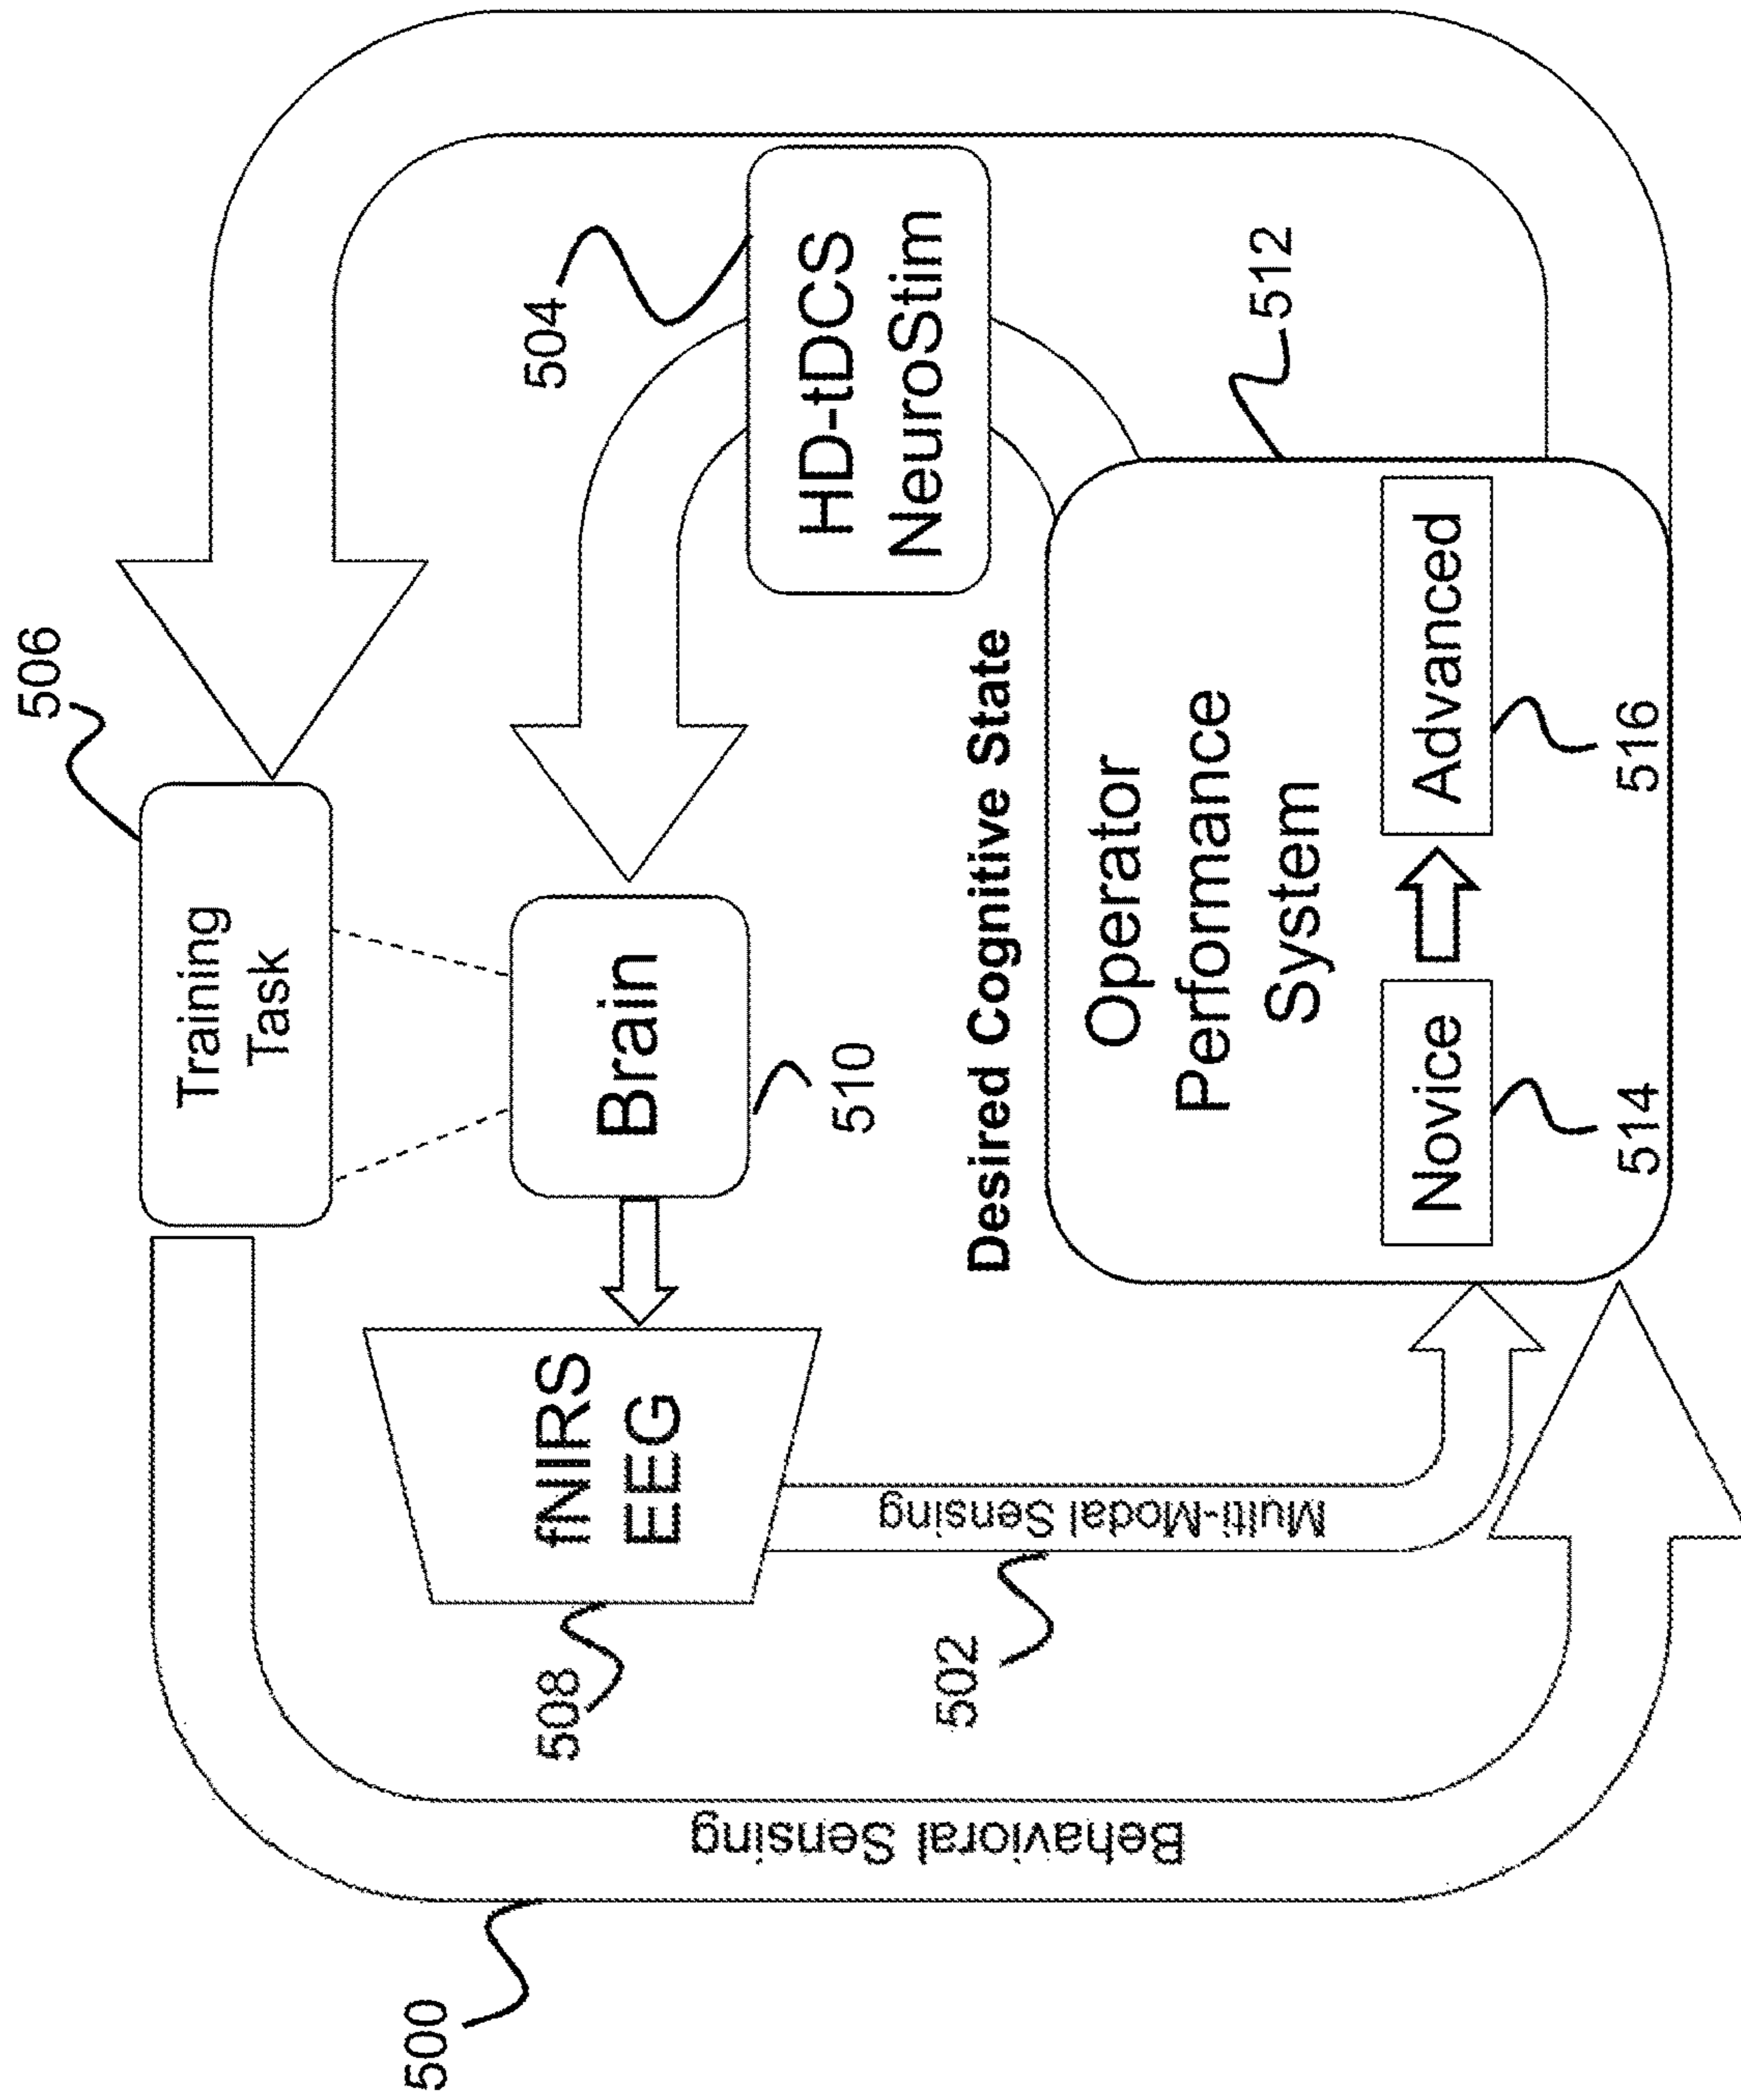 506
Training
Task
504
HD-tDCS
NeuroStim
Brain
510
508
fNIRS
EEG
500
Behavioral Sensing
502
Multi-Modal Sensing
Desired Cognitive State
Operator
Performance
System
512
Novice
Advanced
514
516